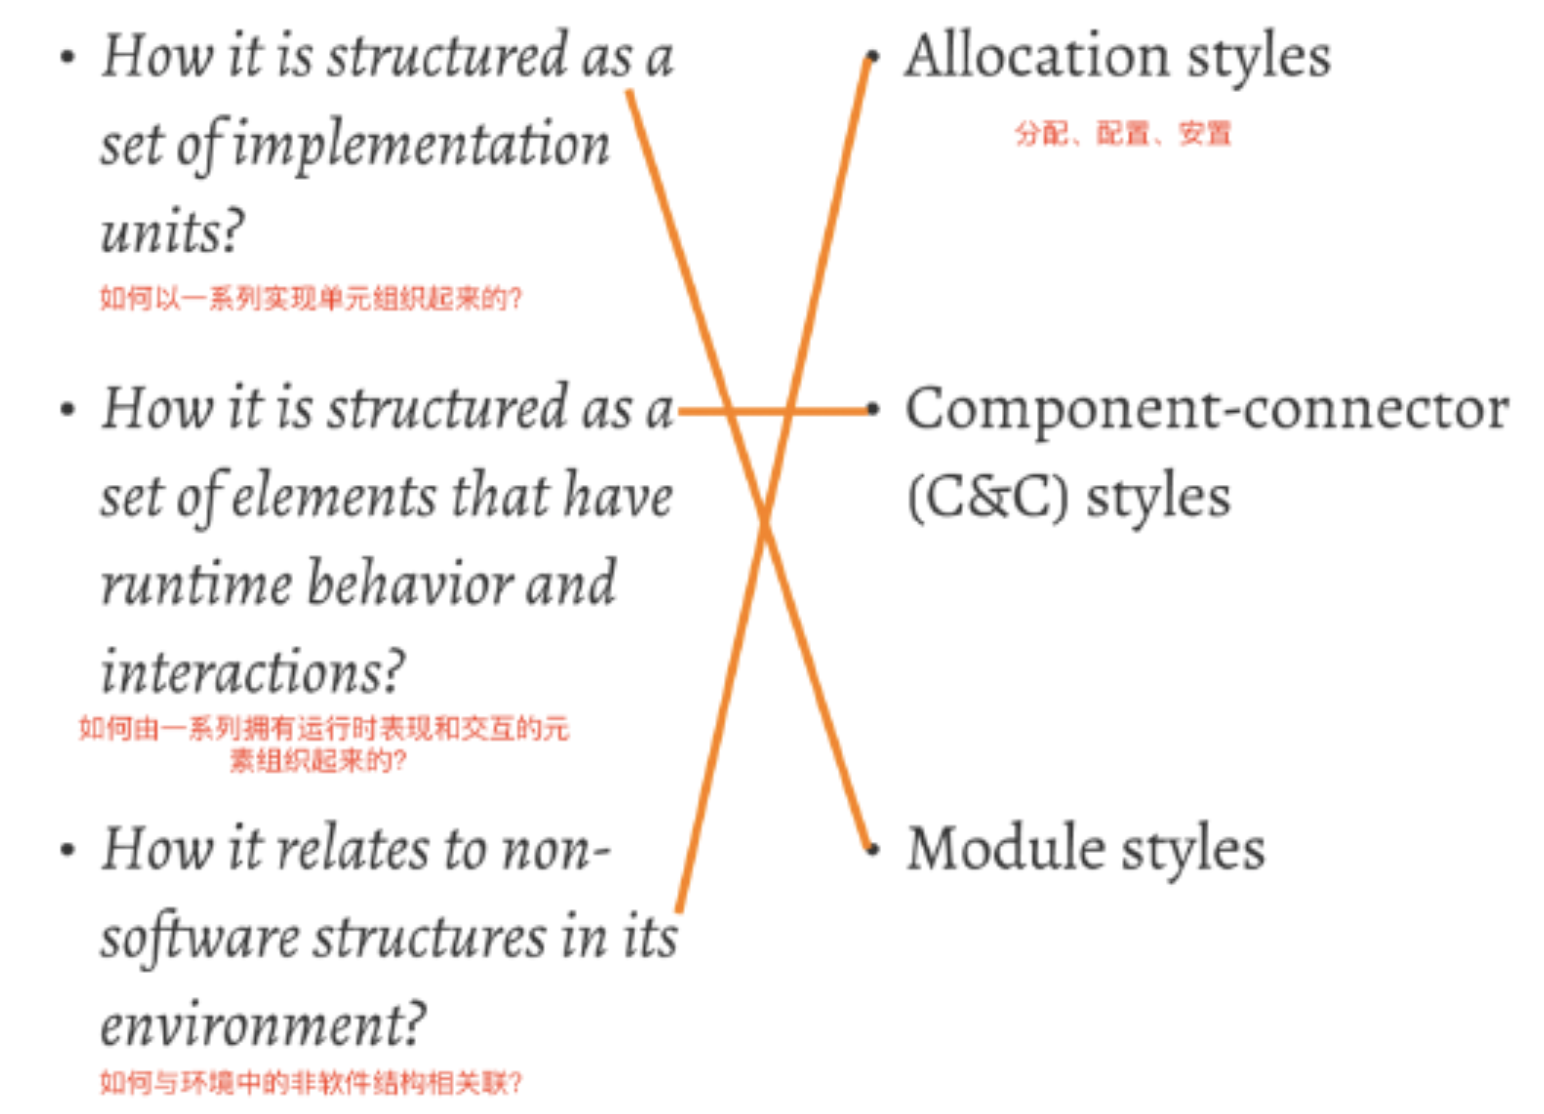 • How it is structured as a
set of implementation
units?
如何以一系列实现单元组织起来的?
• How it is structured as a
set of elements that have
runtime behavior and
interactions?
如何由一系列拥有运行时表现和交互的元
素组织起来的?
• How it relates to non-
software structures in its
environment?
如何与环境中的非软件结构相关联?
• Allocation styles
分配、配置、安置
• Component-connector
(C&C) styles
• Module styles